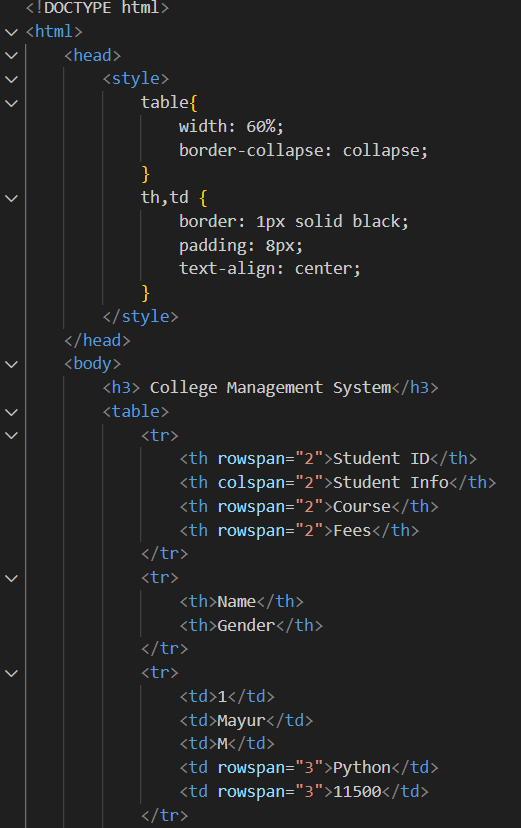 <!DOCTYPE html>
<html>
    <head>
        <style>
            table{
                width: 60%;
                border-collapse: collapse;
            }
            th,td {
                border: 1px solid black;
                padding: 8px;
                text-align: center;
            }
        </style>
    </head>
    <body>
        <h3> College Management System</h3>
        <table>
            <tr>
                <th rowspan="2">Student ID</th>
                <th colspan="2">Student Info</th>
                <th rowspan="2">Course</th>
                <th rowspan="2">Fees</th>
            </tr>
            <tr>
                <th>Name</th>
                <th>Gender</th>
            </tr>
            <tr>
                <td>1</td>
                <td>Mayur</td>
                <td>M</td>
                <td rowspan="3">Python</td>
                <td rowspan="3">11500</td>
            </tr>